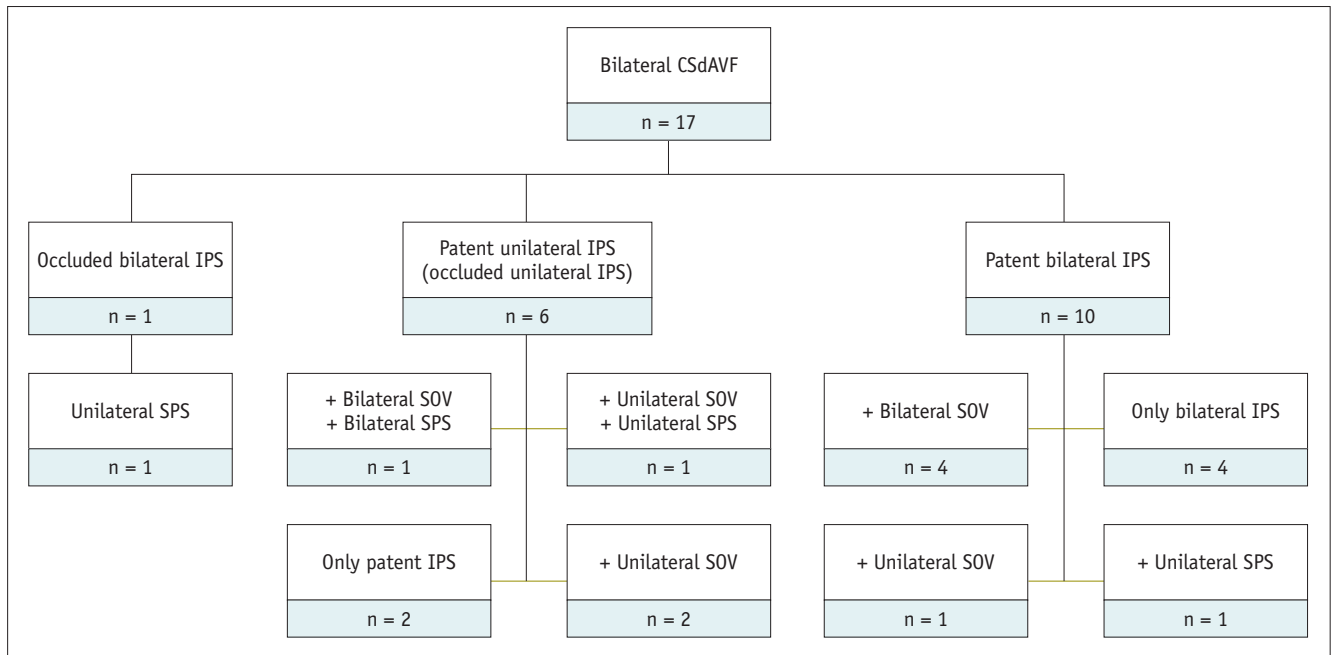 Bilateral CSdAVF
n = 17
Occluded bilateral IPS
n = 1
Patent unilateral IPS
(occluded unilateral IPS)
n = 6
Patent bilateral IPS
n = 10
Unilateral SPS
n = 1
+ Bilateral SOV
+ Bilateral SPS
n = 1
+ Unilateral SOV
+ Unilateral SPS
n = 1
+ Bilateral SOV
n = 4
Only bilateral IPS
n = 4
Only patent IPS
n = 2
+ Unilateral SOV
n = 2
+ Unilateral SOV
n = 1
+ Unilateral SPS
n = 1